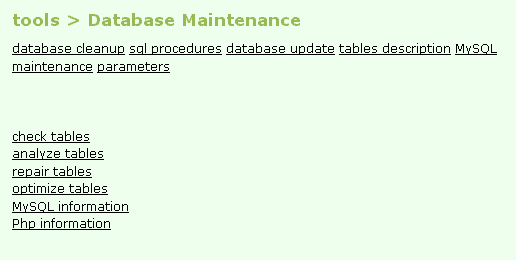 tools > Database Maintenance
database cleanup sql procedures database update tables description MySQL
maintenance parameters
check tables
analyze tables
repair tables
optimize tables
MySQL information
Php information